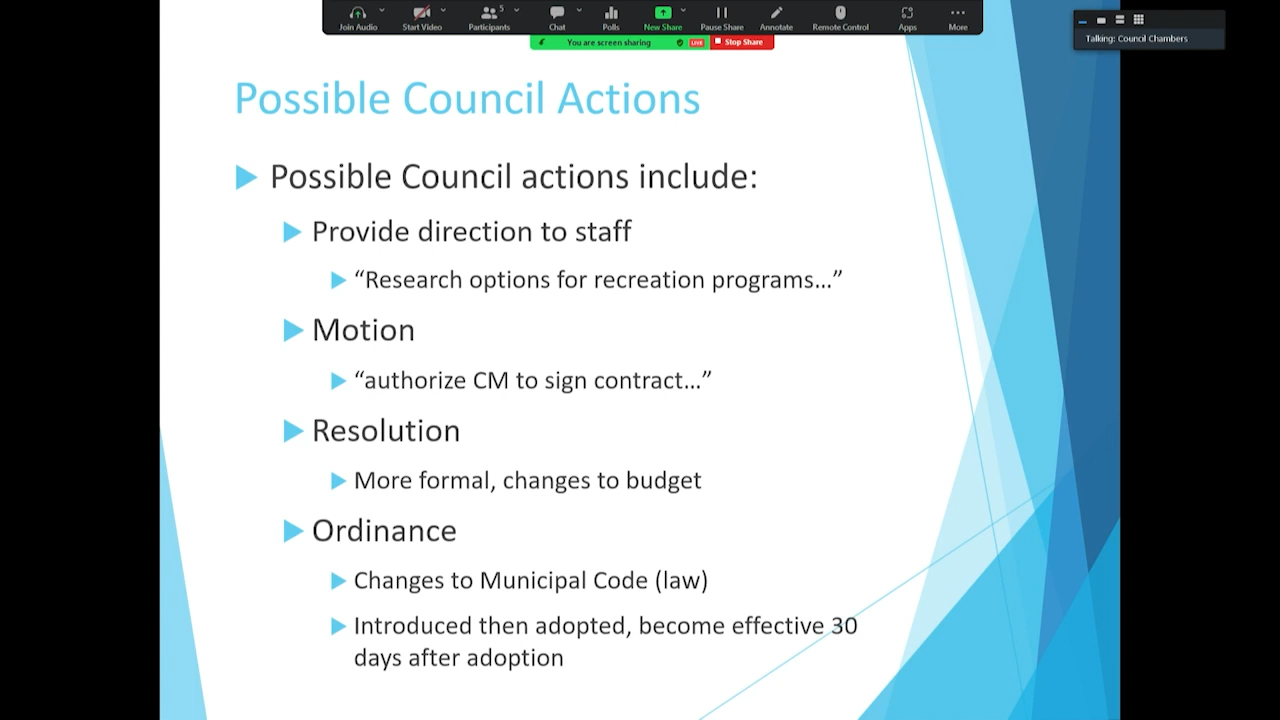 Join Audio
Start Video
5
Participants
Chat
Polls
New Share
Pause Share
Annotate
Remote Control
Apps
More
You are screen sharing
LIVE
Stop Share
Talking: Council Chambers
Possible Council Actions
Possible Council actions include:
Provide direction to staff
“Research options for recreation programs…”
Motion
“authorize CM to sign contract…”
Resolution
More formal, changes to budget
Ordinance
Changes to Municipal Code (law)
Introduced then adopted, become effective 30
days after adoption